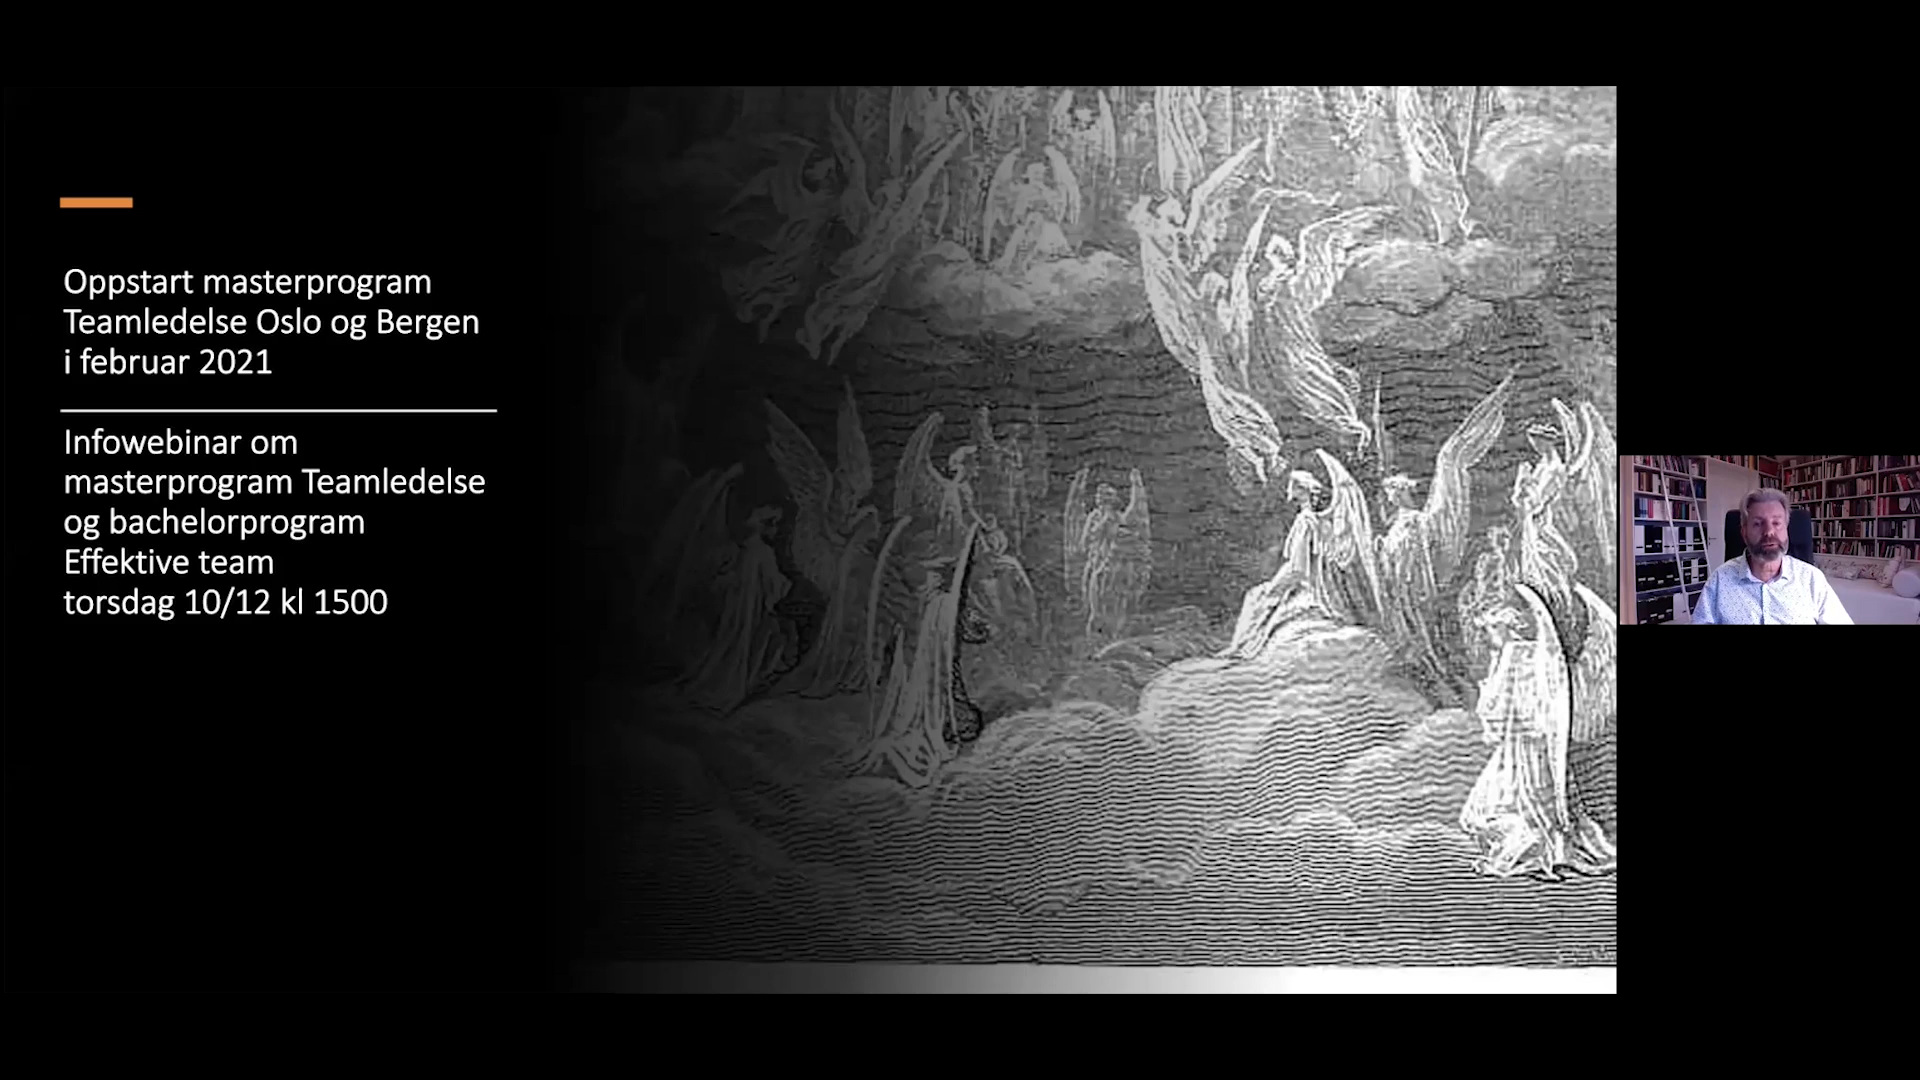 Oppstart masterprogram
Teamledelse Oslo og Bergen
i februar 2021
Infowebinar om
masterprogram Teamledelse
og bachelorprogram
Effektive team
torsdag 10/12 kl 1500